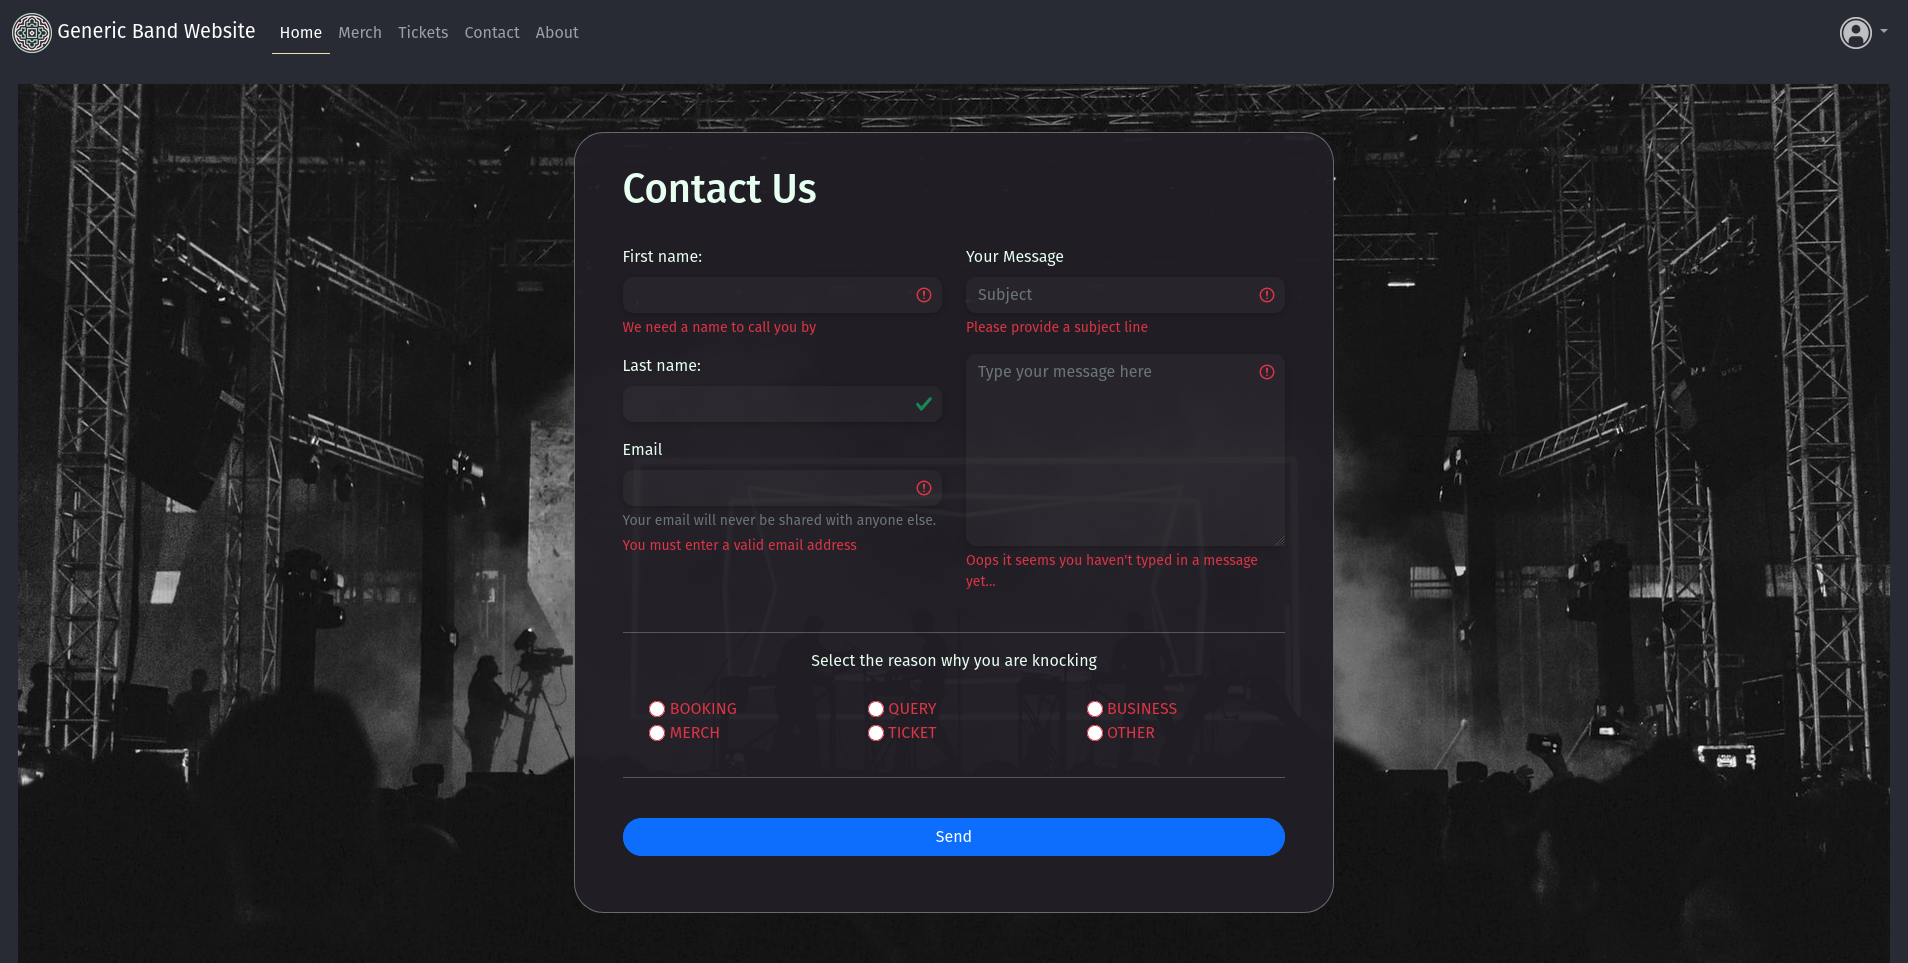 Generic Band Website
Home
Merch
Tickets
Contact
About
Contact Us
First name:
We need a name to call you by
Last name:
Email
Your email will never be shared with anyone else.
You must enter a valid email address
Your Message
Subject
Please provide a subject line
Type your message here
Oops it seems you haven't typed in a message
yet...
Select the reason why you are knocking
BOOKING
QUERY
BUSINESS
MERCH
TICKET
OTHER
Send